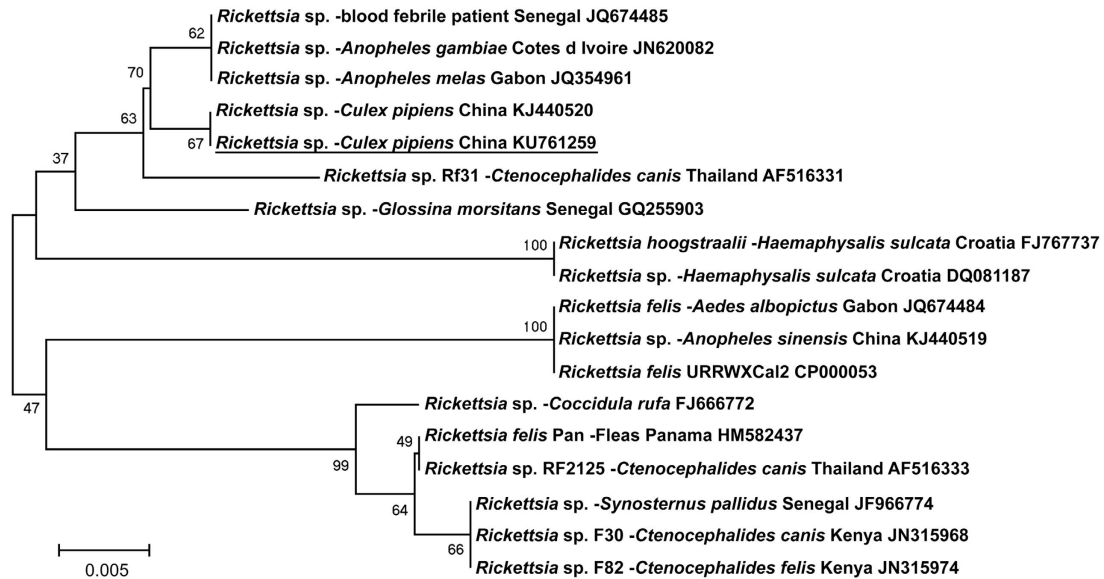 Rickettsia sp. -blood febrile patient Senegal JQ674485
62
Rickettsia sp. -Anopheles gambiae Cotes d Ivoire JN620082
70
Rickettsia sp. -Anopheles melas Gabon JQ354961
63
Rickettsia sp. -Culex pipiens China KJ440520
67
Rickettsia sp. -Culex pipiens China KU761259
37
Rickettsia sp. Rf31 -Ctenocephalides canis Thailand AF516331
Rickettsia sp. -Glossina morsitans Senegal GQ255903
100
Rickettsia hoogstraalii -Haemaphysalis sulcata Croatia FJ767737
Rickettsia sp. -Haemaphysalis sulcata Croatia DQ081187
Rickettsia felis -Aedes albopictus Gabon JQ674484
100
Rickettsia sp. -Anopheles sinensis China KJ440519
Rickettsia felis URRWXCal2 CP000053
47
Rickettsia sp. -Coccidula rufa FJ666772
49
Rickettsia felis Pan -Fleas Panama HM582437
99
Rickettsia sp. RF2125 -Ctenocephalides canis Thailand AF516333
64
Rickettsia sp. -Synosternus pallidus Senegal JF966774
Rickettsia sp. F30 -Ctenocephalides canis Kenya JN315968
66
Rickettsia sp. F82 -Ctenocephalides felis Kenya JN315974
0.005